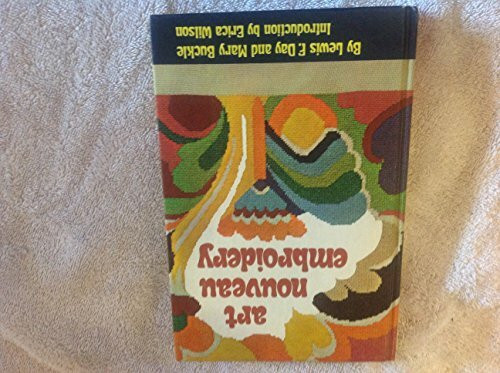 art
nouveau
embroidery
By Lewis F. Day and Mary Buckle
Introduction by Erica Wilson